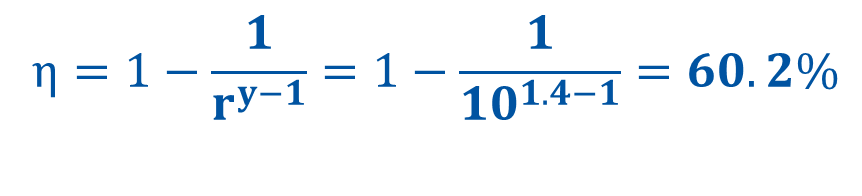 η = 1 − 1/r^(y−1) = 1 − 1/10^(1.4−1) = 60.2%